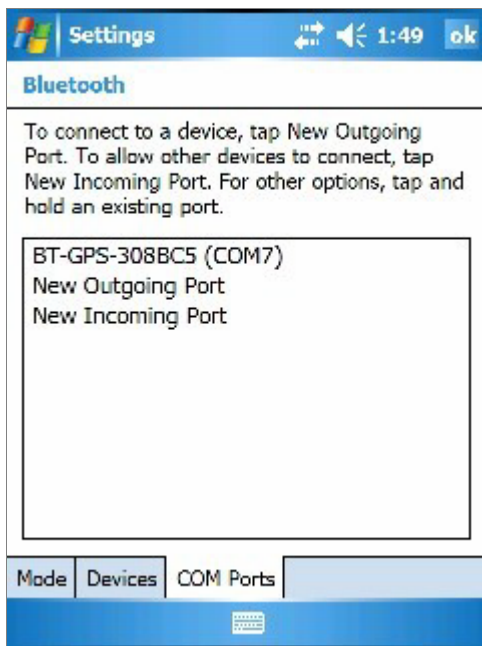 Settings 1:49 ok
Bluetooth
To connect to a device, tap New Outgoing
Port. To allow other devices to connect, tap
New Incoming Port. For other options, tap and
hold an existing port.
BT-GPS-308BC5 (COM7)
New Outgoing Port
New Incoming Port
Mode Devices COM Ports